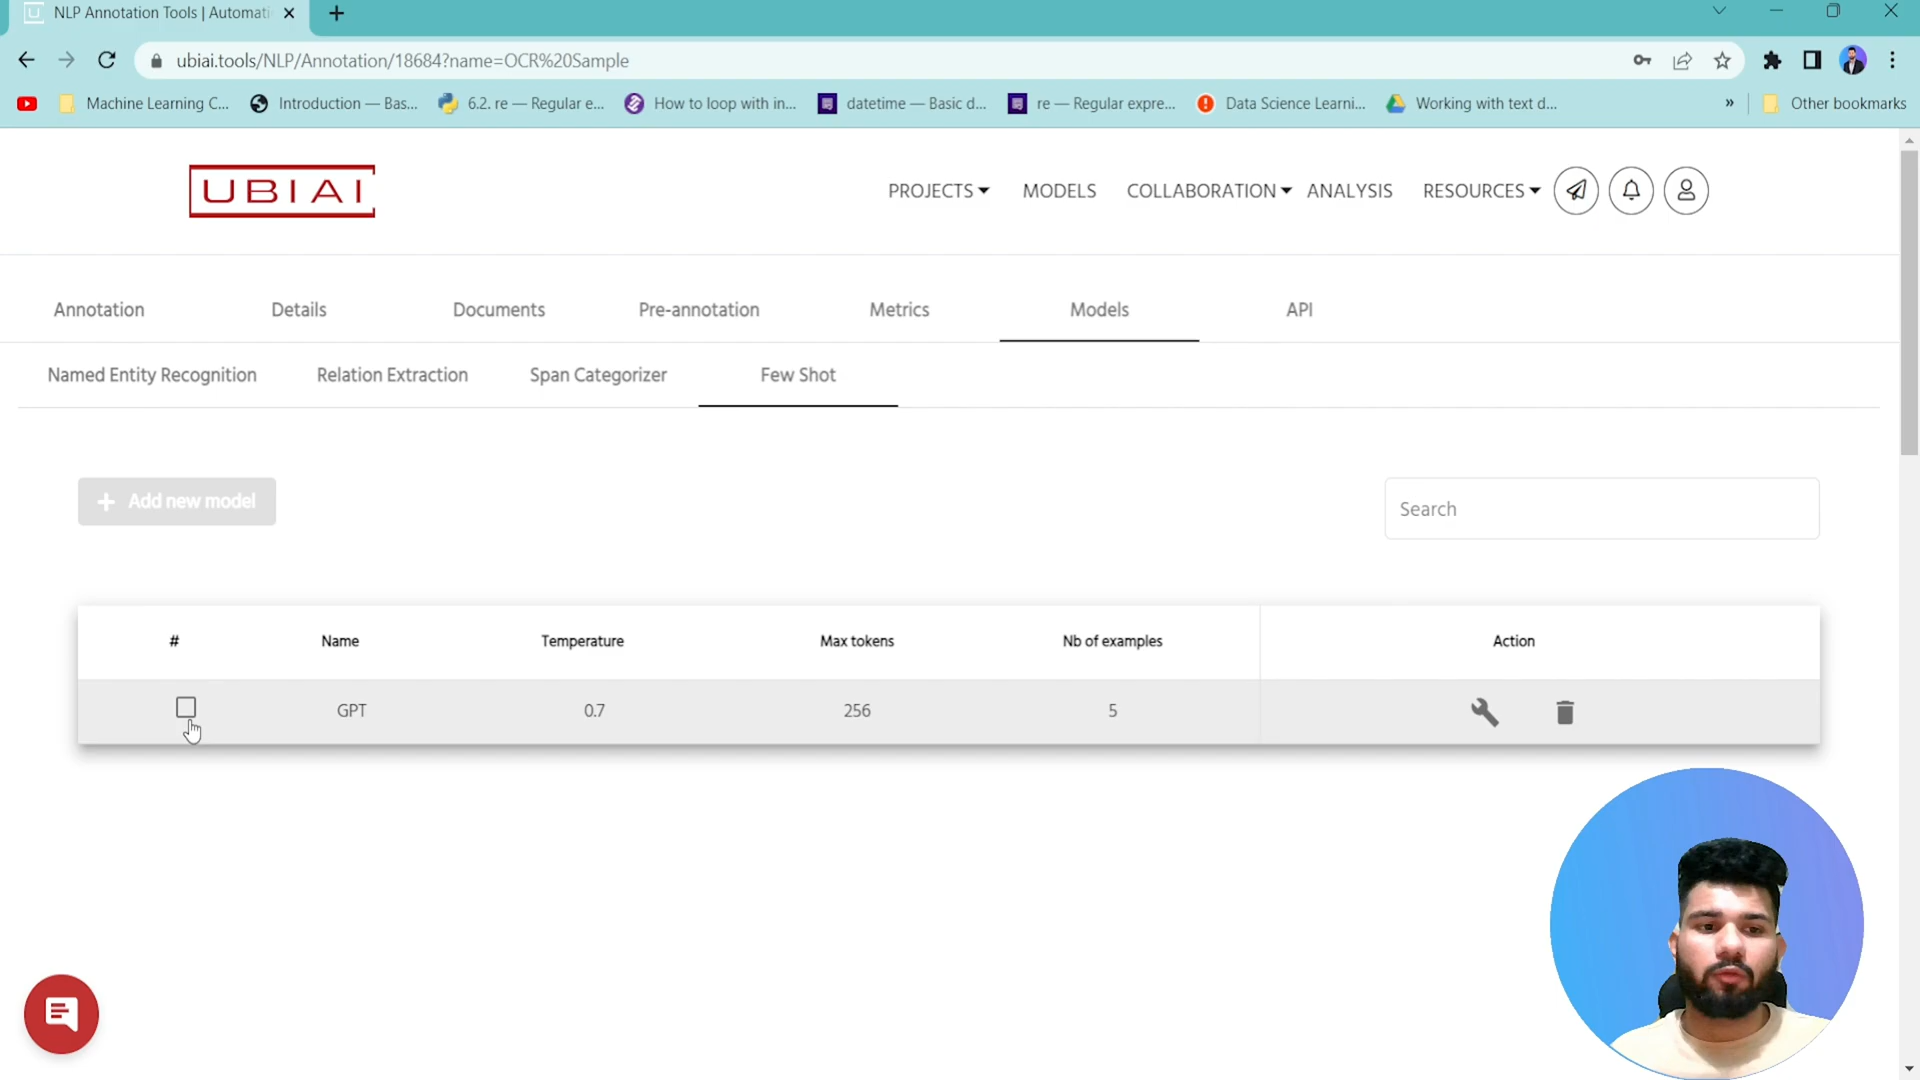 NLP Annotation Tools | Automati
ubiai.tools/NLP/Annotation/18684?name=OCR%20Sample
Machine Learning C...
Introduction — Bas...
6.2. re — Regular e...
How to loop with in...
datetime — Basic d...
re — Regular expre...
Data Science Learni...
Working with text d...
»
Other bookmarks
UBIAI
PROJECTS
MODELS
COLLABORATION
ANALYSIS
RESOURCES
Annotation
Details
Documents
Pre-annotation
Metrics
Models
API
Named Entity Recognition
Relation Extraction
Span Categorizer
Few Shot
+ Add new model
Search
# Name Temperature Max tokens Nb of examples Action
GPT 0.7 256 5